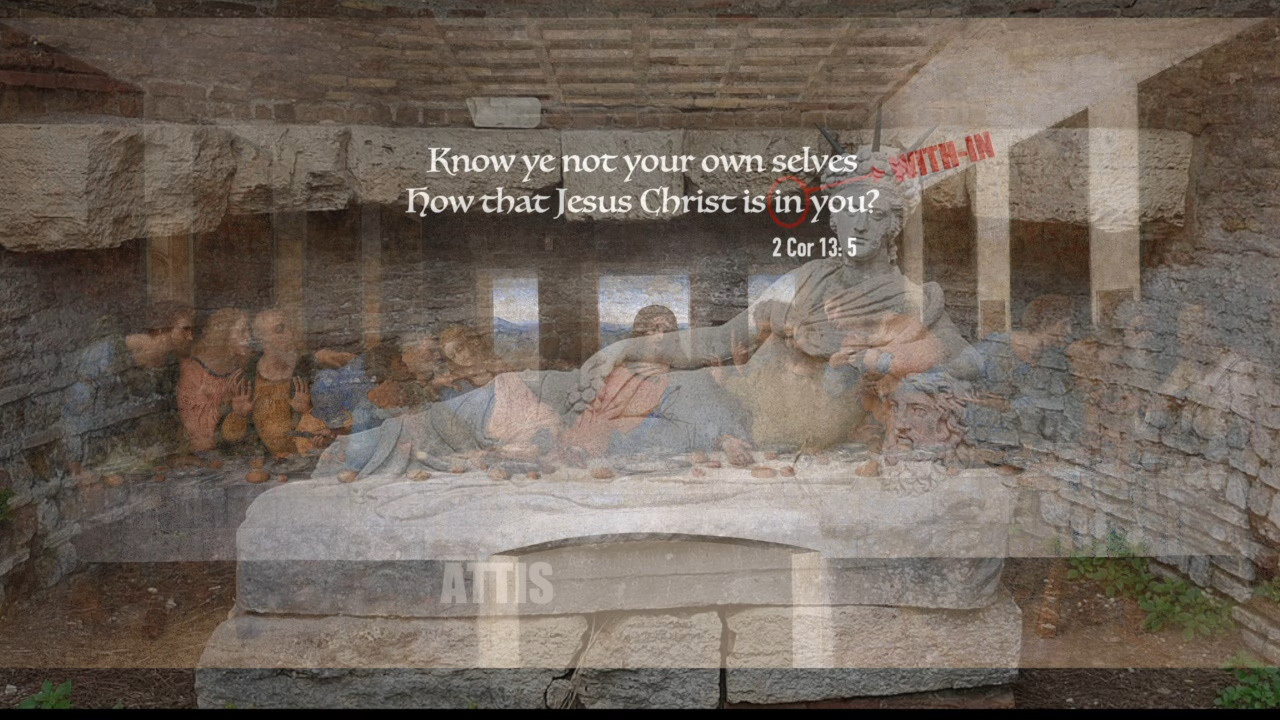 Know ye not your own selves
How that Jesus Christ is in you?
WITH-IN
2 Cor 13: 5
ATTIS